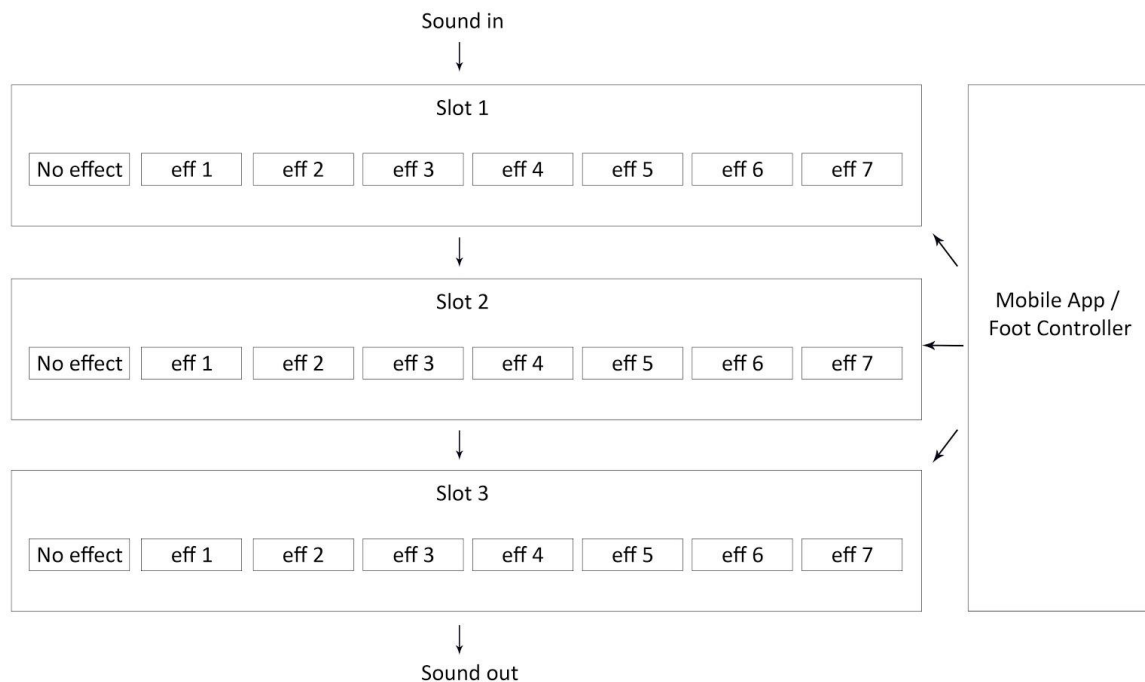 Sound in
Slot 1
No effect eff 1 eff 2 eff 3 eff 4 eff 5 eff 6 eff 7
Slot 2
No effect eff 1 eff 2 eff 3 eff 4 eff 5 eff 6 eff 7
Slot 3
No effect eff 1 eff 2 eff 3 eff 4 eff 5 eff 6 eff 7
Sound out
Mobile App /
Foot Controller